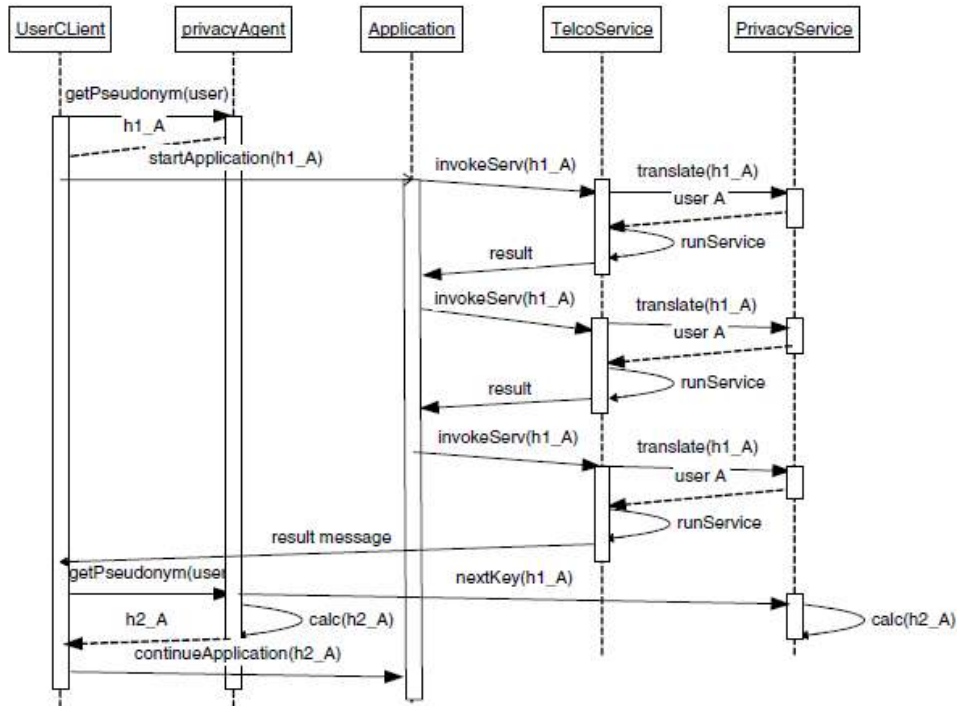 UserCLient
privacyAgent
Application
TelcoService
PrivacyService
getPseudonym(user)
h1_A
startApplication(h1_A)
invokeServ(h1_A)
translate(h1_A)
user A
runService
result
invokeServ(h1_A)
translate(h1_A)
user A
runService
result
invokeServ(h1_A)
translate(h1_A)
user A
runService
result message
getPseudonym(user
nextKey(h1_A)
h2_A
calc(h2_A)
calc(h2_A)
continueApplication(h2_A)